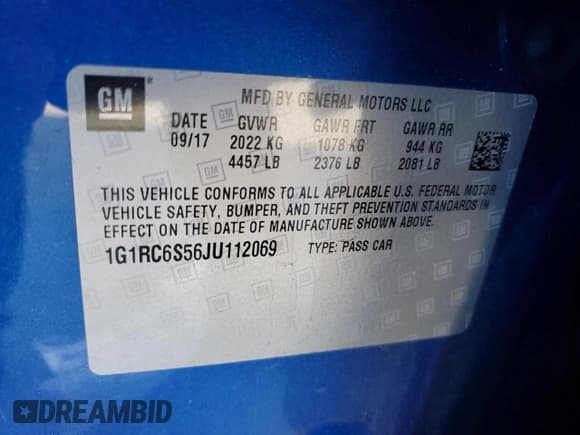 GM
MFD BY GENERAL MOTORS LLC
DATE GVWR GAWR FRT GAWR RR
09/17 2022 KG 1078 KG 944 KG
4457 LB 2376 LB 2081 LB
THIS VEHICLE CONFORMS TO ALL APPLICABLE U.S. FEDERAL MOTOR
VEHICLE SAFETY, BUMPER, AND THEFT PREVENTION STANDARDS IN
EFFECT ON THE DATE OF MANUFACTURE SHOWN ABOVE.
1G1RC6S56JU112069 TYPE: PASS CAR
DREAMBID